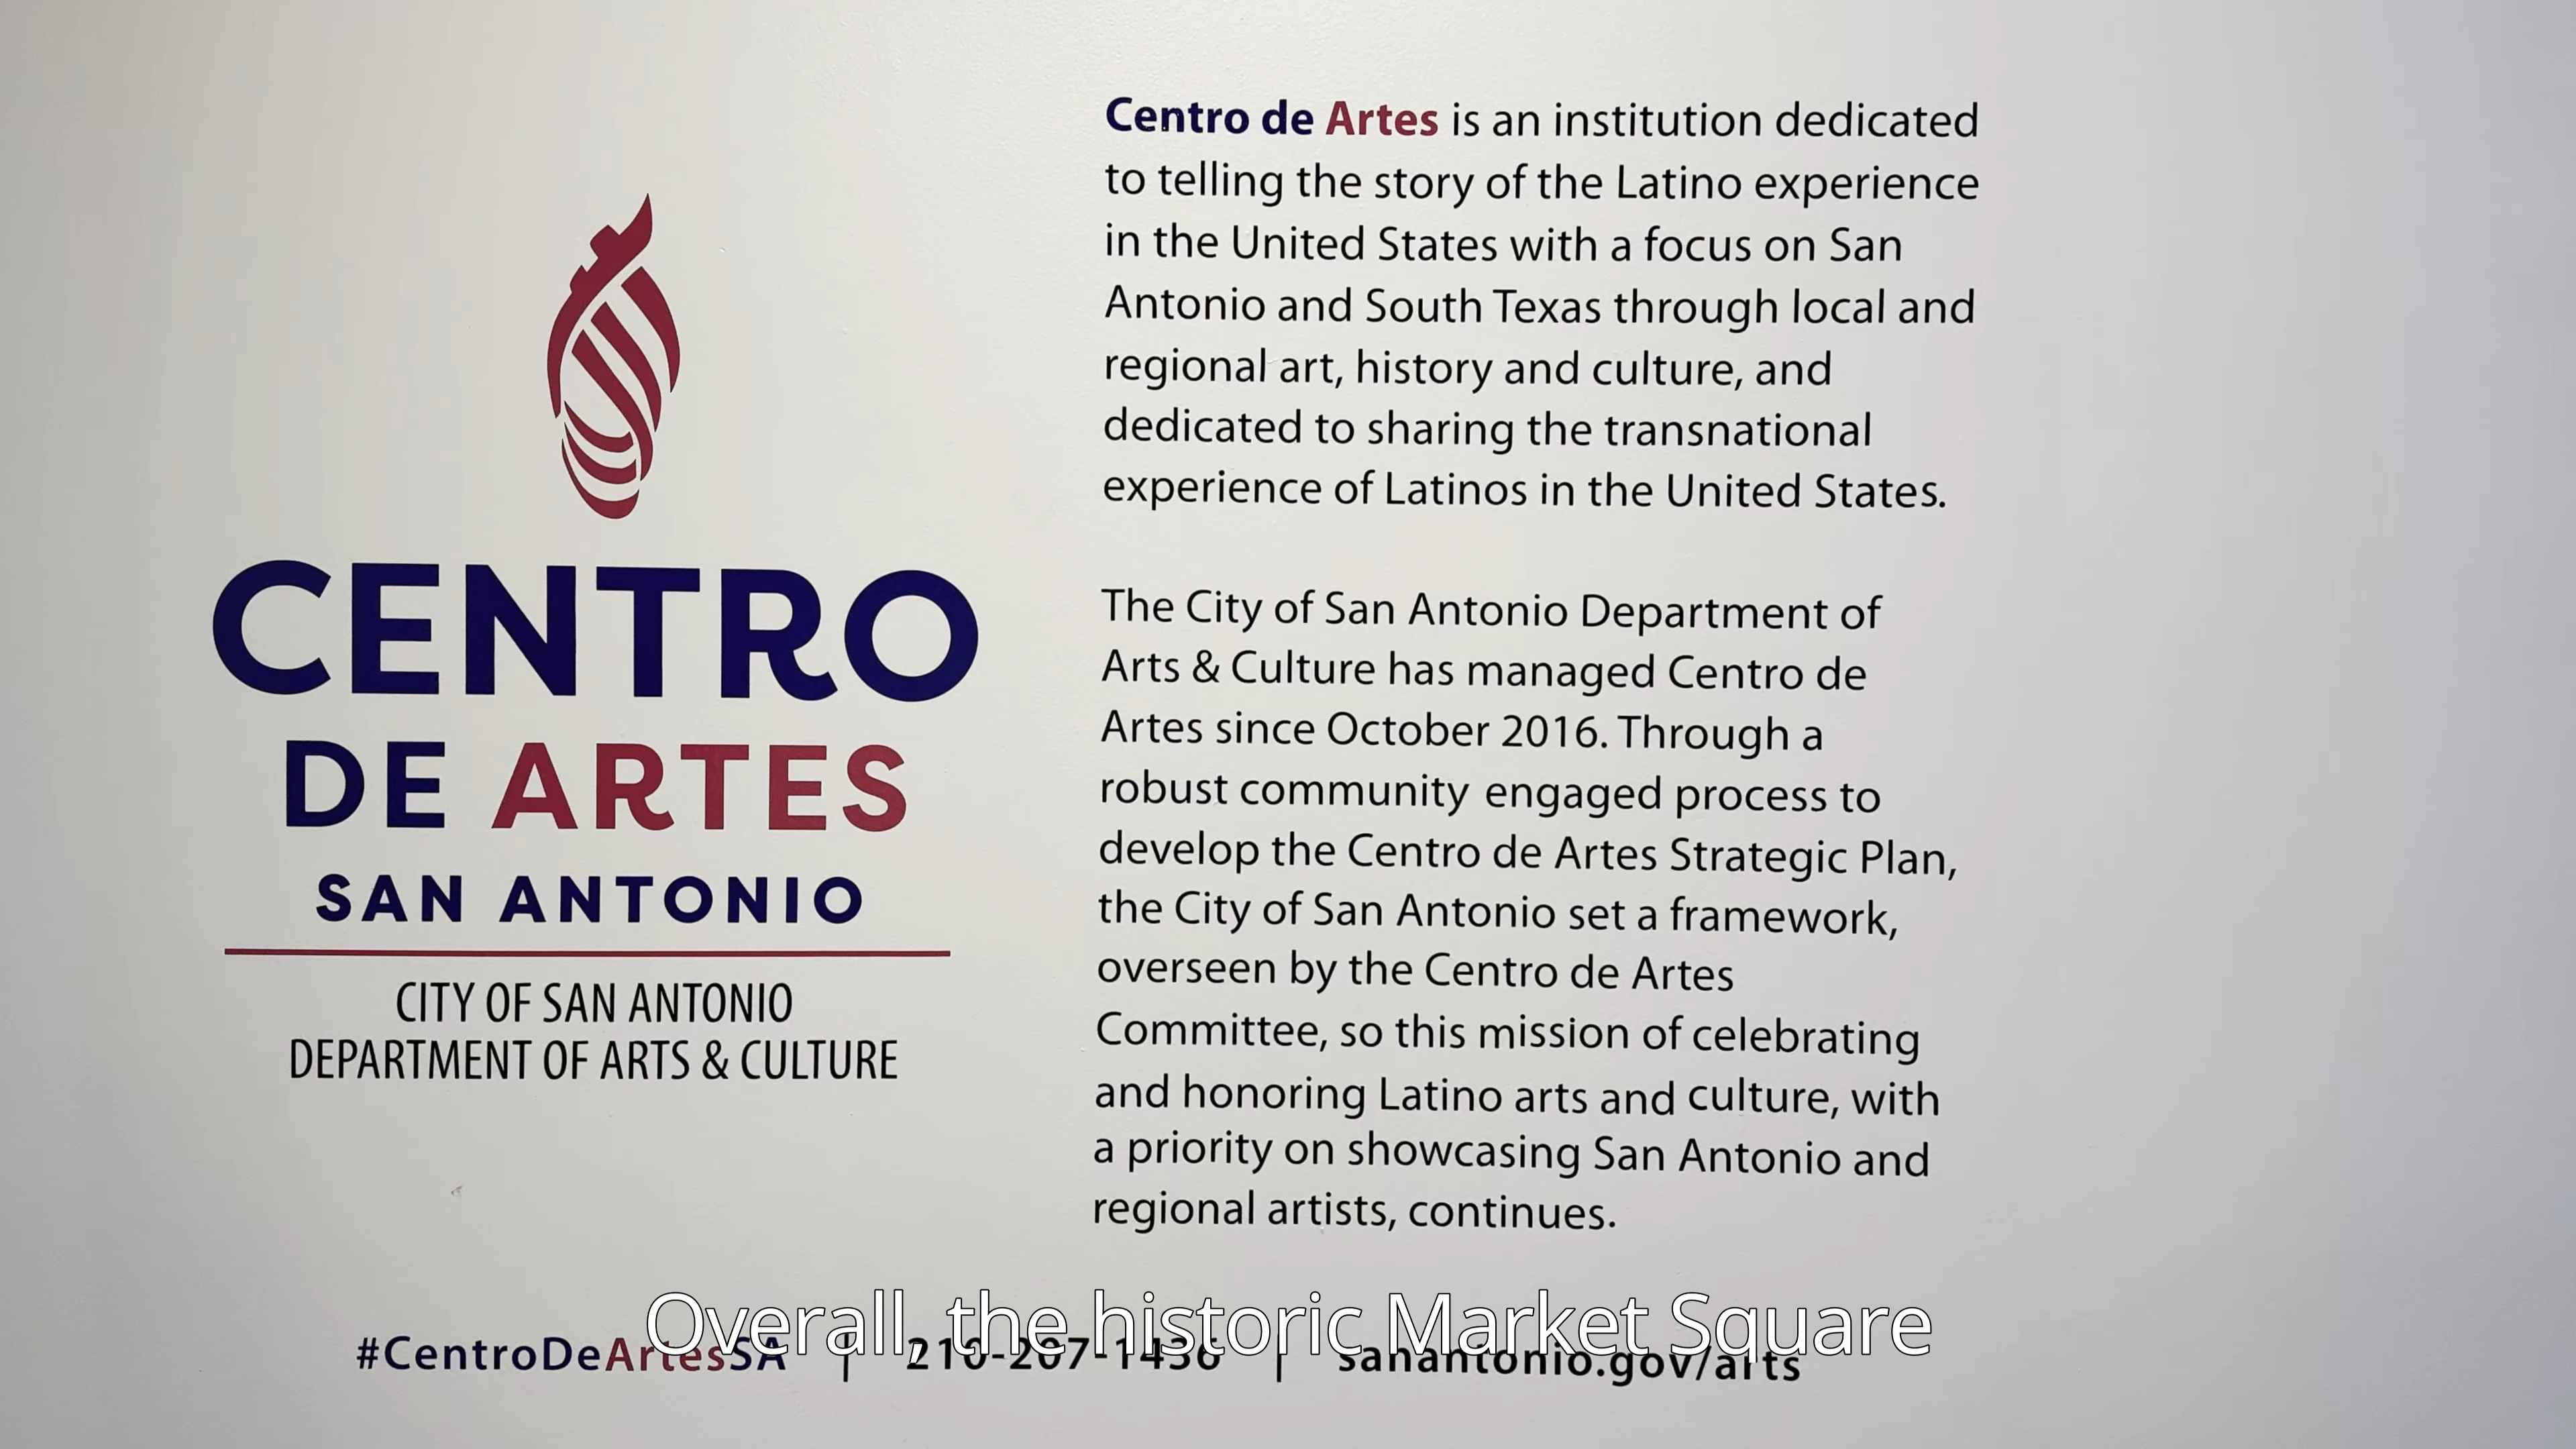 CENTRO
DE ARTES
SAN ANTONIO
CITY OF SAN ANTONIO
DEPARTMENT OF ARTS & CULTURE
Centro de Artes is an institution dedicated
to telling the story of the Latino experience
in the United States with a focus on San
Antonio and South Texas through local and
regional art, history and culture, and
dedicated to sharing the transnational
experience of Latinos in the United States.
The City of San Antonio Department of
Arts & Culture has managed Centro de
Artes since October 2016. Through a
robust community engaged process to
develop the Centro de Artes Strategic Plan,
the City of San Antonio set a framework,
overseen by the Centro de Artes
Committee, so this mission of celebrating
and honoring Latino arts and culture, with
a priority on showcasing San Antonio and
regional artists, continues.
#CentroDeArtesSA | 210-207-1436 | sanantonio.gov/arts
Overall, the historic Market Square